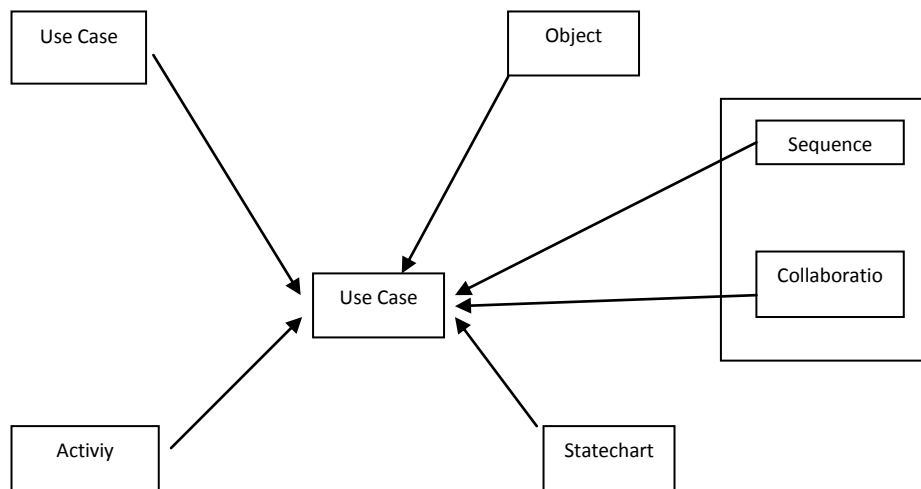 Use Case
Object
Sequence
Collaboratio
Use Case
Activiy
Statechart